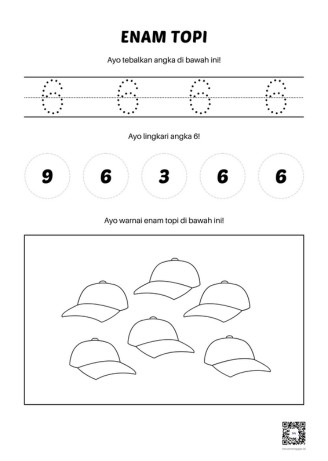 ENAM TOPI
Ayo tebalkan angka di bawah ini!
6 6 6 6
Ayo lingkari angka 6!
9 6 3 6 6
Ayo warnai enam topi di bawah ini!